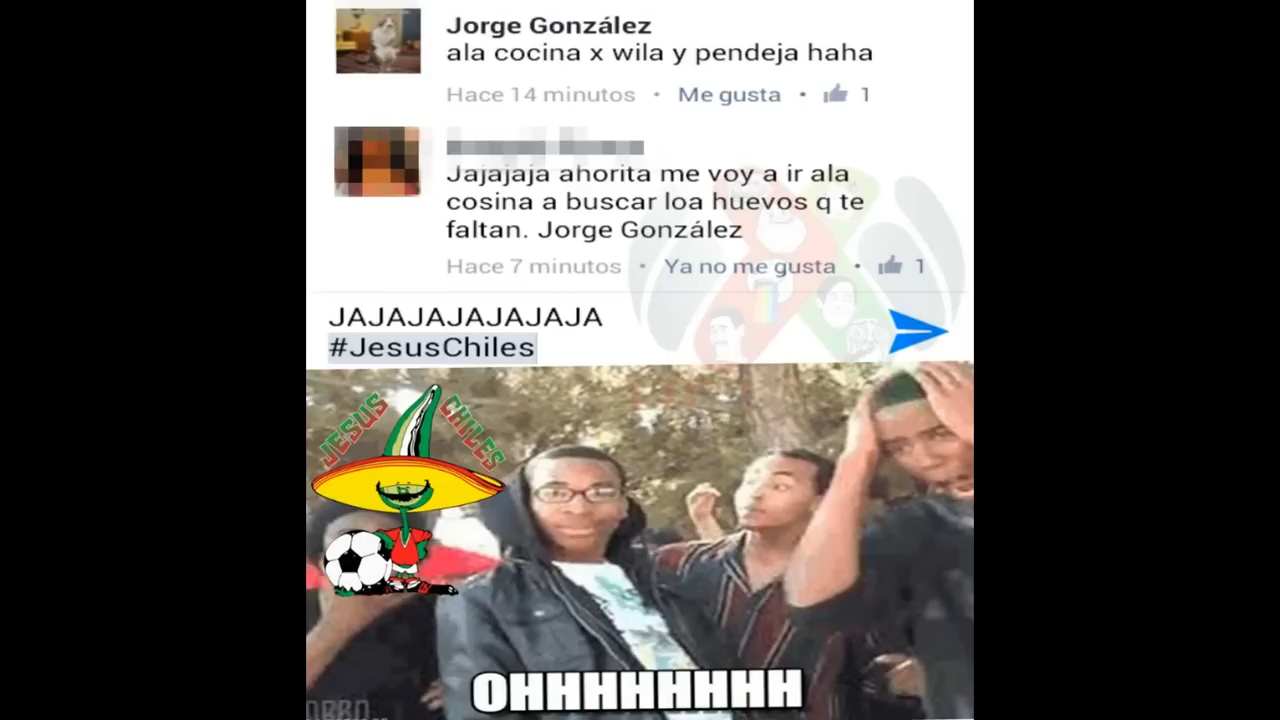 Jorge González
ala cocina x wila y pendeja haha
Hace 14 minutos • Me gusta • 1
Jajajaja ahorita me voy a ir ala
cosina a buscar loa huevos q te
faltan. Jorge González
Hace 7 minutos • Ya no me gusta • 1
JAJAJAJAJAJAJA
#JesusChiles
JESUS CHILES
OHHHHHHHH